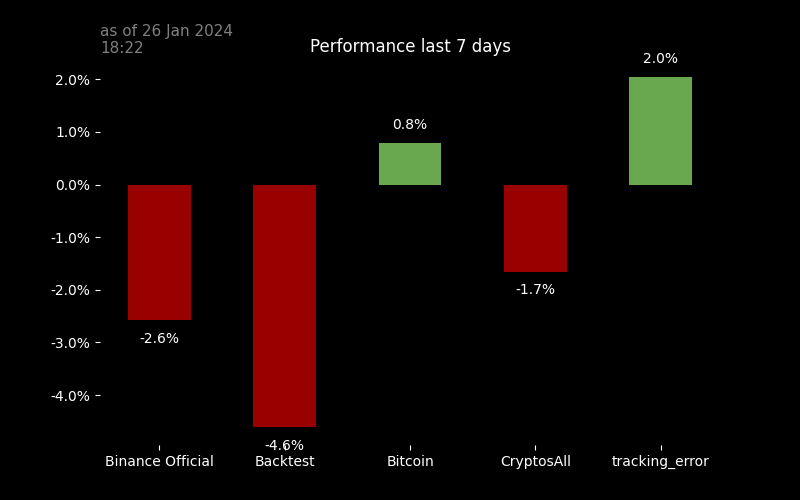 as of 26 Jan 2024
18:22
Performance last 7 days
2.0%
2.0%
1.0%
0.8%
0.0%
-1.0%
-2.0%
-1.7%
-3.0%
-2.6%
-4.0%
-4.6%
Binance Official
Backtest
Bitcoin
CryptosAll
tracking_error